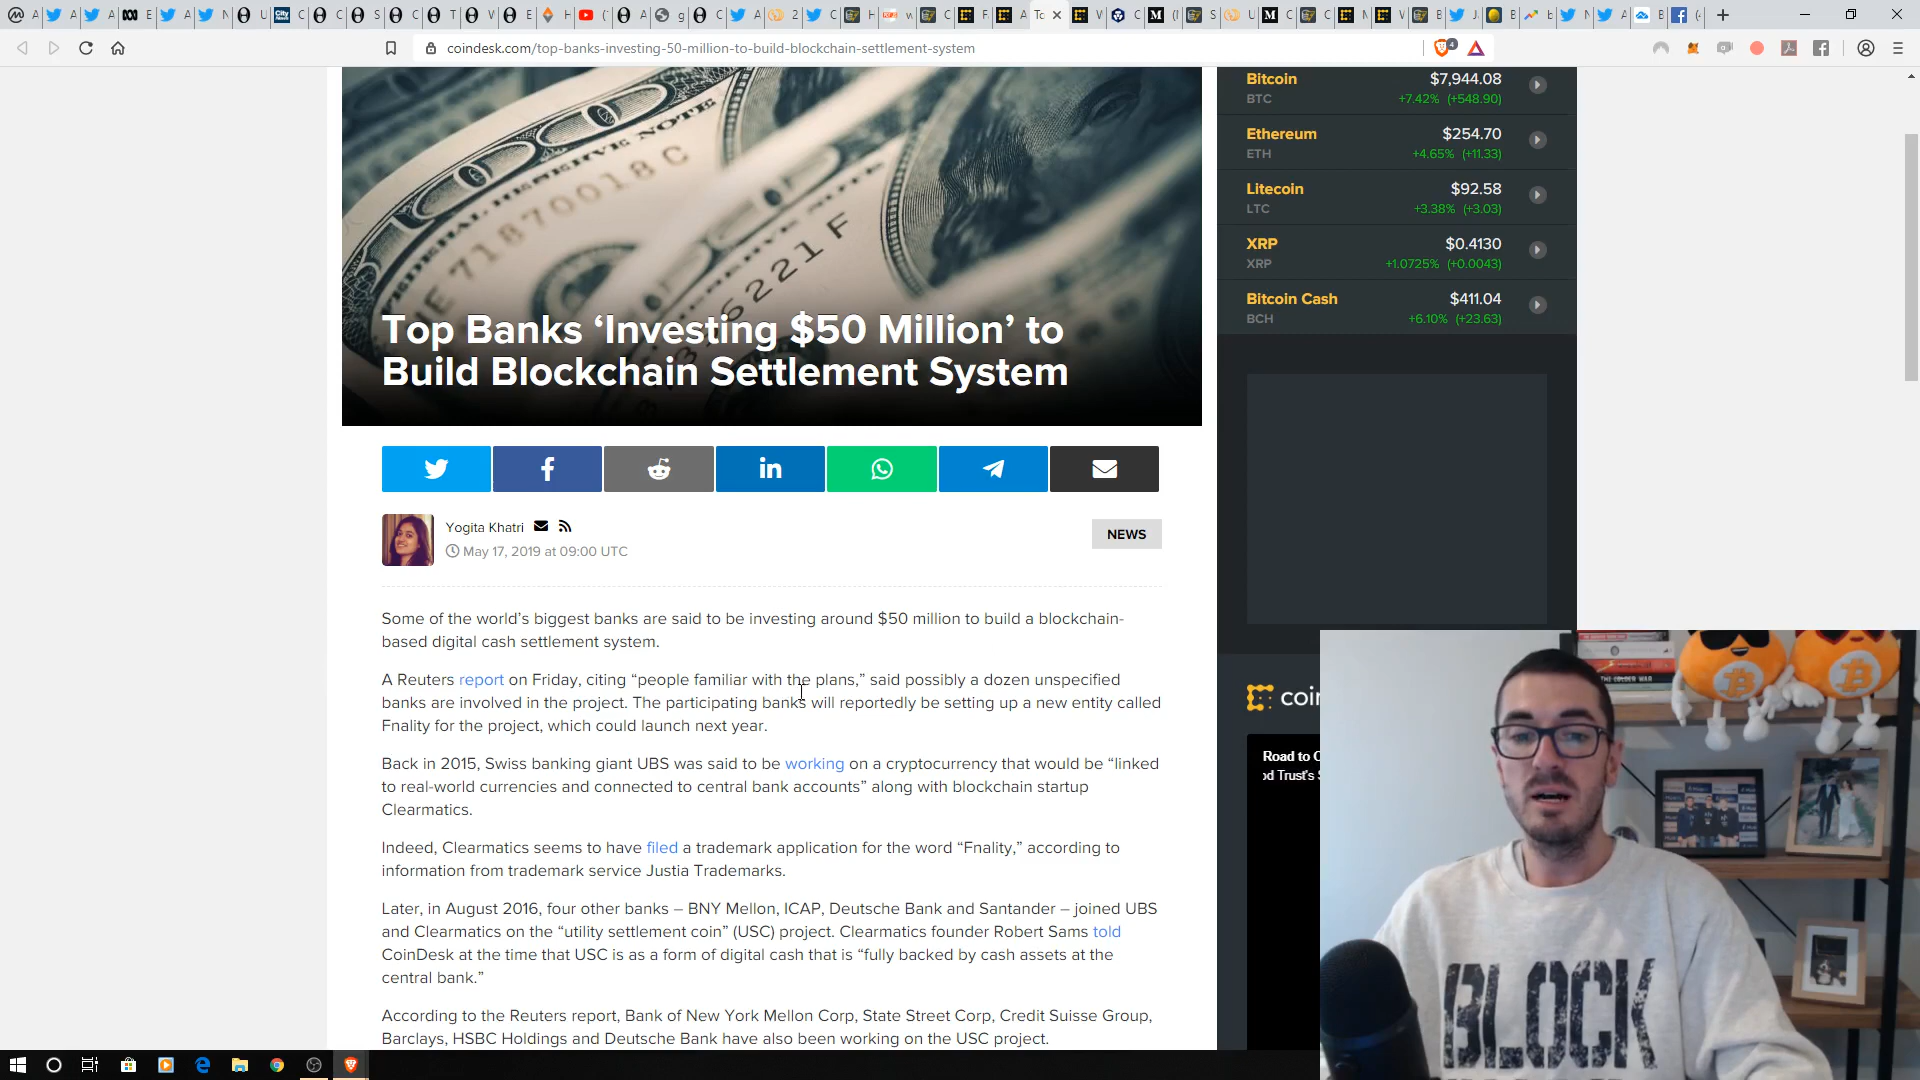 coindesk.com/top-banks-investing-50-million-to-build-blockchain-settlement-system
4
Bitcoin
$7,944.08
BTC
+7.42% (+548.90)
Ethereum
$254.70
ETH
+4.65% (+11.33)
Litecoin
$92.58
LTC
+3.38% (+3.03)
XRP
$0.4130
XRP
+1.0725% (+0.0043)
Bitcoin Cash
$411.04
BCH
+6.10% (+23.63)
Top Banks ‘Investing $50 Million’ to
Build Blockchain Settlement System
Yogita Khatri
May 17, 2019 at 09:00 UTC
NEWS
Some of the world’s biggest banks are said to be investing around $50 million to build a blockchain-
based digital cash settlement system.
A Reuters report on Friday, citing “people familiar with the plans,” said possibly a dozen unspecified
banks are involved in the project. The participating banks will reportedly be setting up a new entity called
Fnality for the project, which could launch next year.
Back in 2015, Swiss banking giant UBS was said to be working on a cryptocurrency that would be “linked
to real-world currencies and connected to central bank accounts” along with blockchain startup
Clearmatics.
Indeed, Clearmatics seems to have filed a trademark application for the word “Fnality,” according to
information from trademark service Justia Trademarks.
Later, in August 2016, four other banks – BNY Mellon, ICAP, Deutsche Bank and Santander – joined UBS
and Clearmatics on the “utility settlement coin” (USC) project. Clearmatics founder Robert Sams told
CoinDesk at the time that USC is as a form of digital cash that is “fully backed by cash assets at the
central bank.”
According to the Reuters report, Bank of New York Mellon Corp, State Street Corp, Credit Suisse Group,
Barclays, HSBC Holdings and Deutsche Bank have also been working on the USC project.
coin
Road to C
od Trust's S
BLOCK